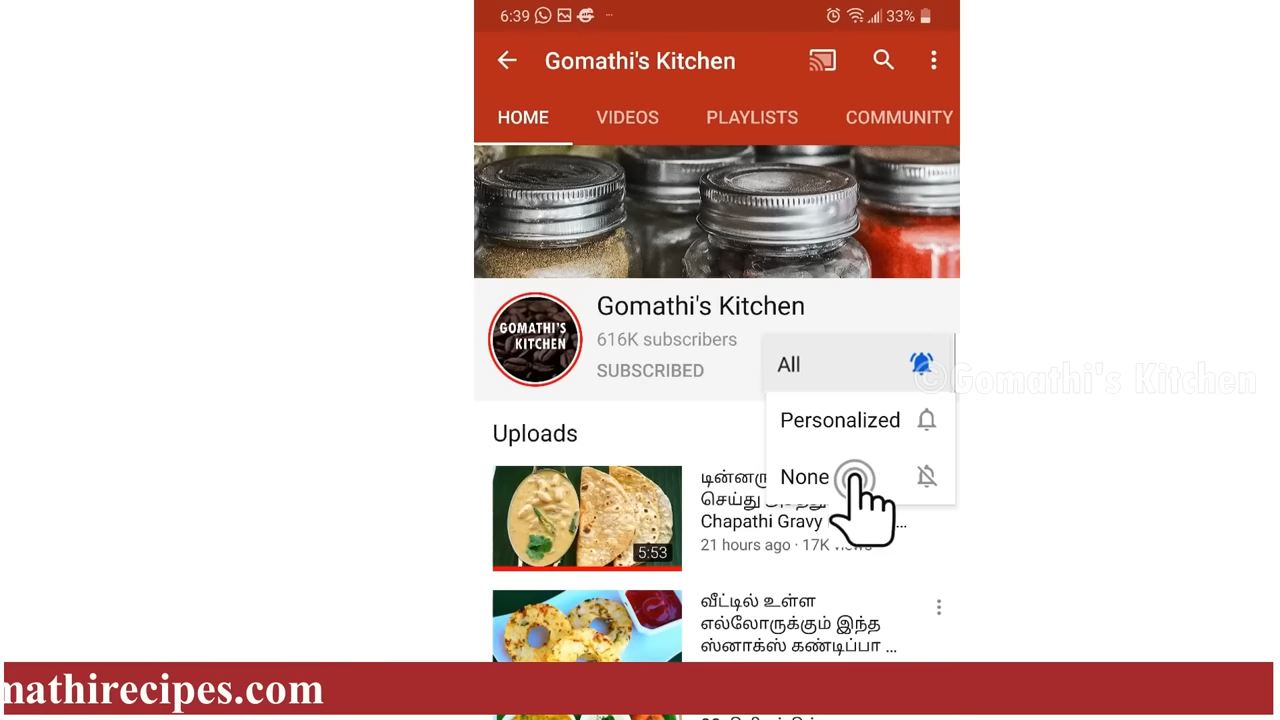 6:39
33%
Gomathi's Kitchen
HOME VIDEOS PLAYLISTS COMMUNITY
Gomathi's Kitchen
GOMATHI'S
KITCHEN
616K subscribers
SUBSCRIBED
All
©Gomathi's Kitchen
Personalized
None
Uploads
செய்து
Chapathi Gravy ...
5:53
21 hours ago · 17K views
வீட்டில் உள்ள
எல்லோருக்கும் இந்த
ஸ்னாக்ஸ் கண்டிப்பா ...
mathirecipes.com